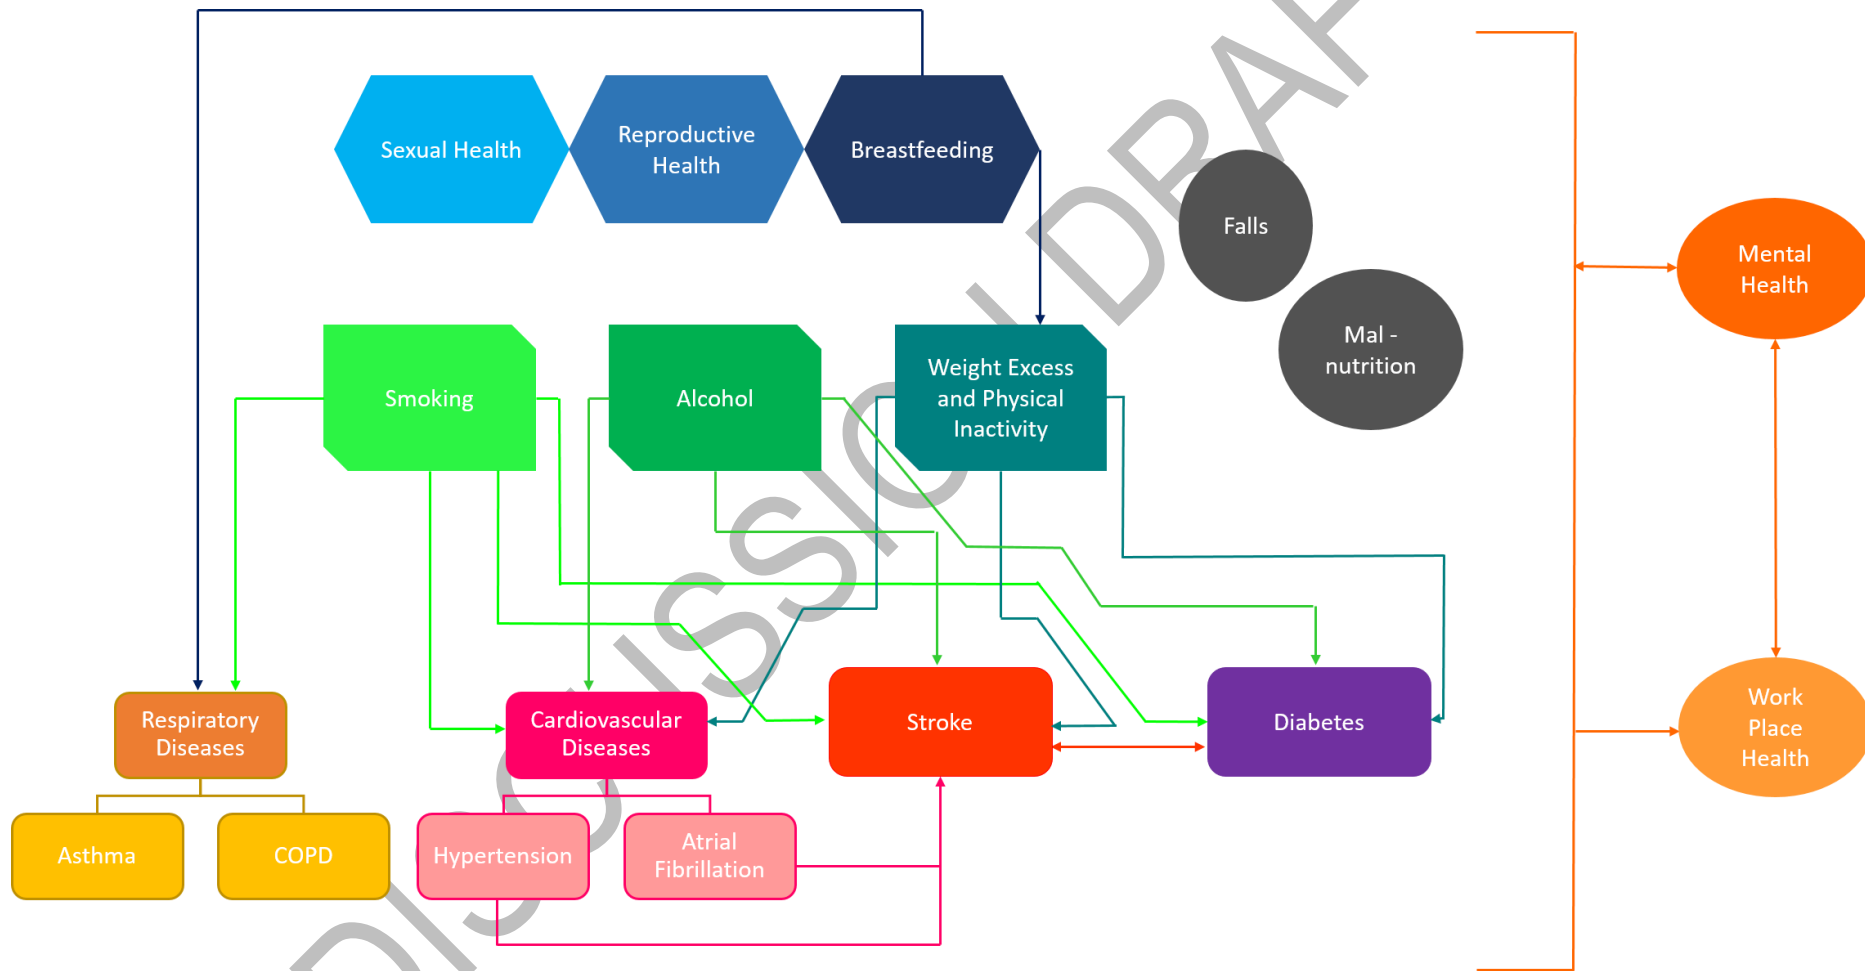 Sexual Health
Reproductive
Health
Breastfeeding
Falls
Mental
Health
Mal -
nutrition
Smoking
Alcohol
Weight Excess
and Physical
Inactivity
Respiratory
Diseases
Cardiovascular
Diseases
Stroke
Diabetes
Work
Place
Health
Asthma
COPD
Hypertension
Atrial
Fibrillation
DISCUSSION DRAF